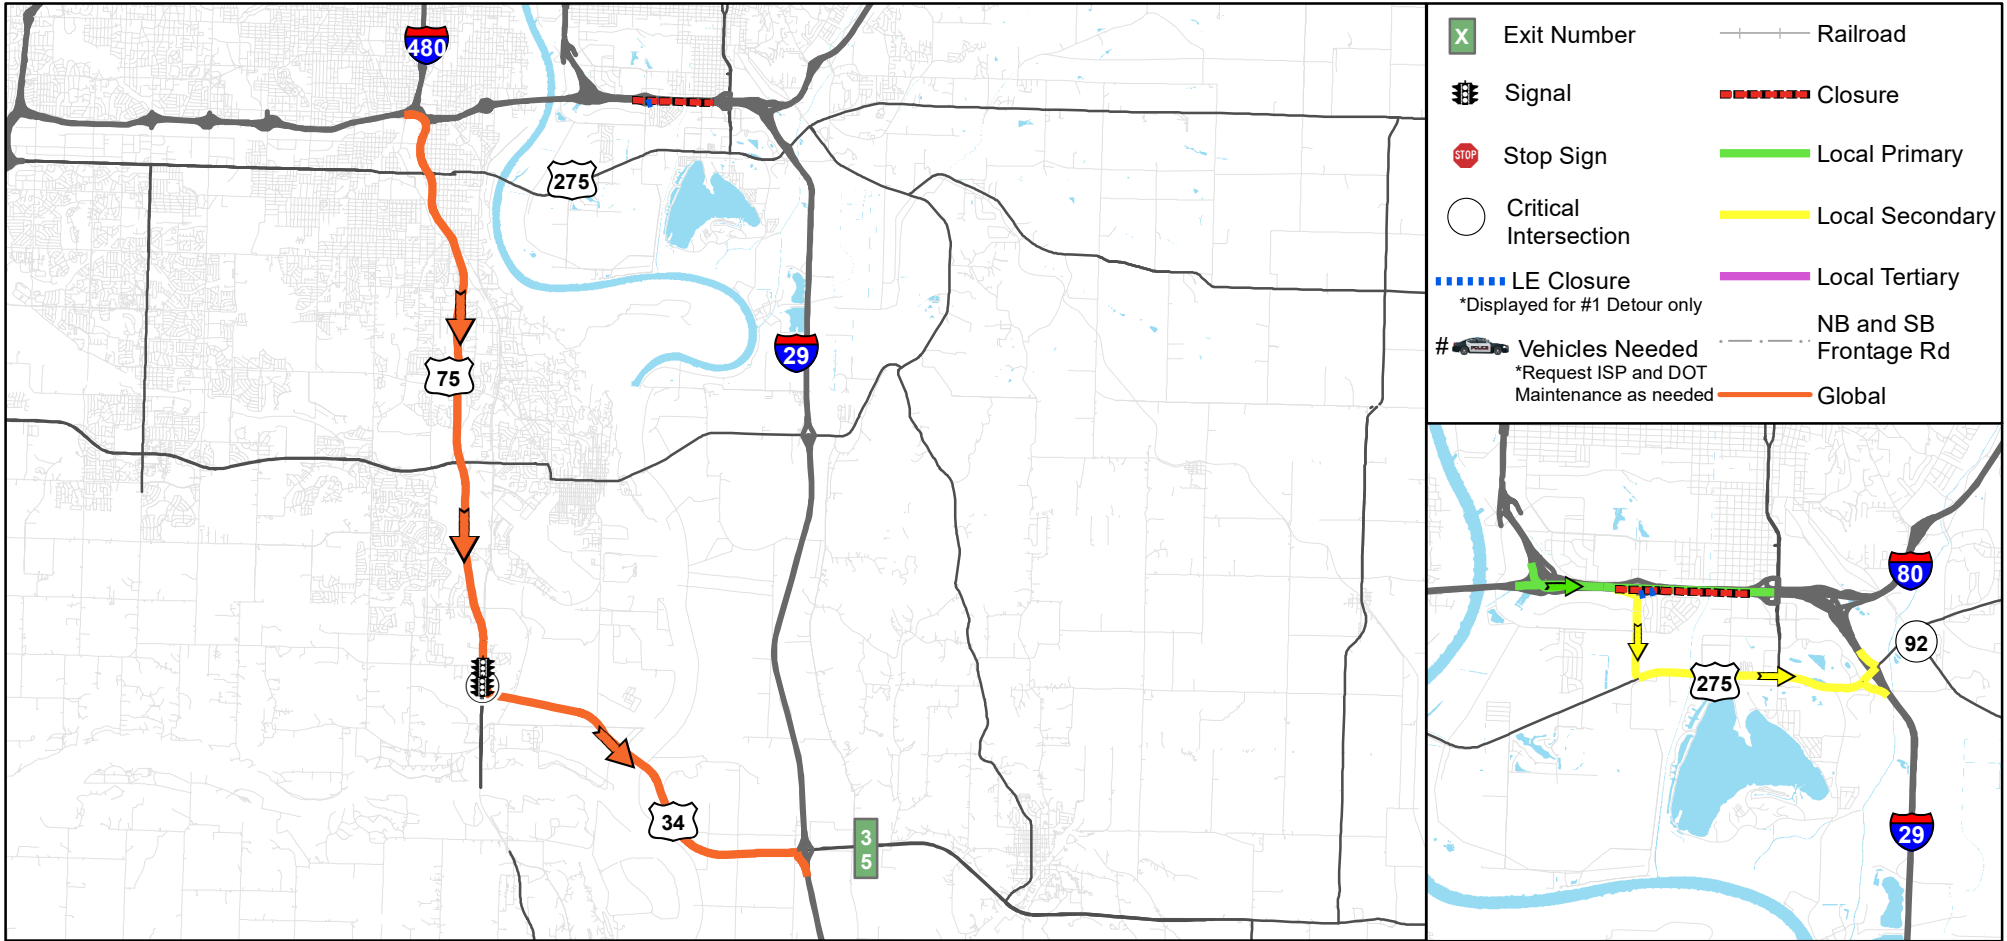 480
275
75
29
34
3
5
X
Exit Number
Signal
STOP
Stop Sign
Critical
Intersection
LE Closure
*Displayed for #1 Detour only
#
POLICE
Vehicles Needed
*Request ISP and DOT
Maintenance as needed
Railroad
Closure
Local Primary
Local Secondary
Local Tertiary
NB and SB
Frontage Rd
Global
80
92
275
29